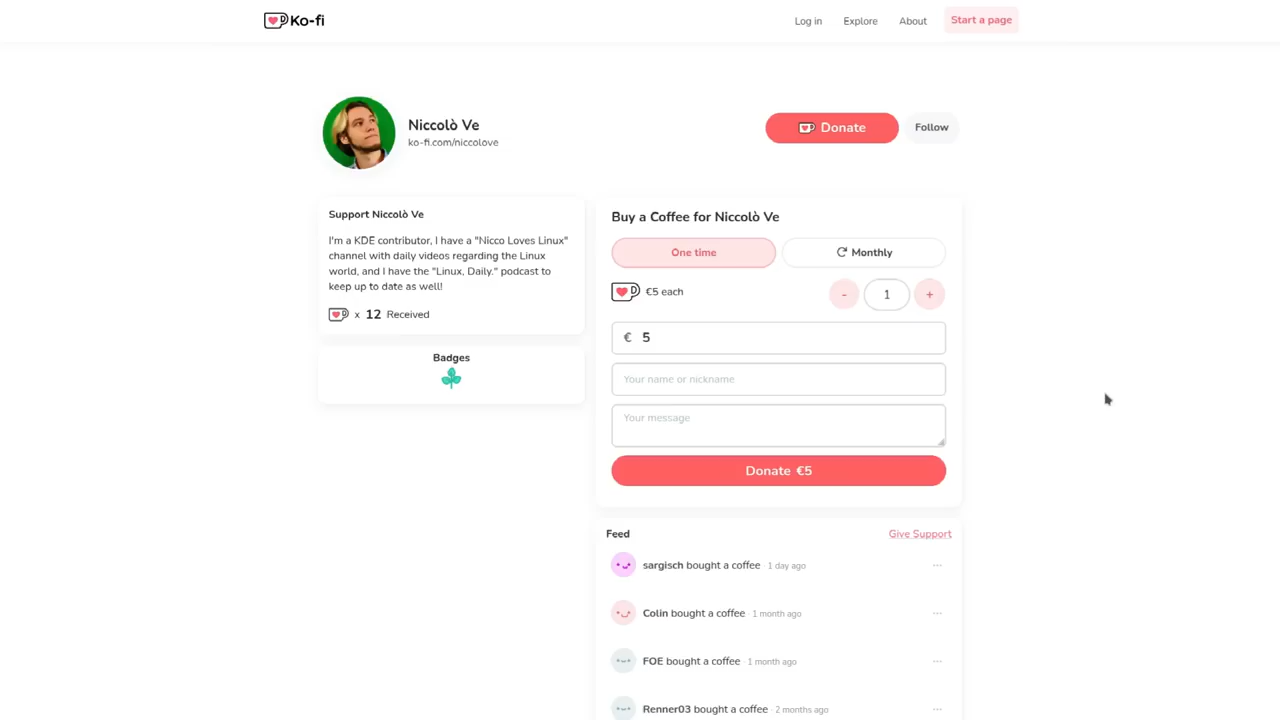 Ko-fi
Log in
Explore
About
Start a page
Niccolò Ve
ko-fi.com/niccolove
Donate
Follow
Support Niccolò Ve
I'm a KDE contributor, I have a "Nicco Loves Linux"
channel with daily videos regarding the Linux
world, and I have the "Linux, Daily." podcast to
keep up to date as well!
x 12 Received
Badges
Buy a Coffee for Niccolò Ve
One time
Monthly
€5 each
- 1 +
€ 5
Your name or nickname
Your message
Donate €5
Feed
Give Support
sargisch bought a coffee · 1 day ago
Colin bought a coffee · 1 month ago
FOE bought a coffee · 1 month ago
Renner03 bought a coffee · 2 months ago